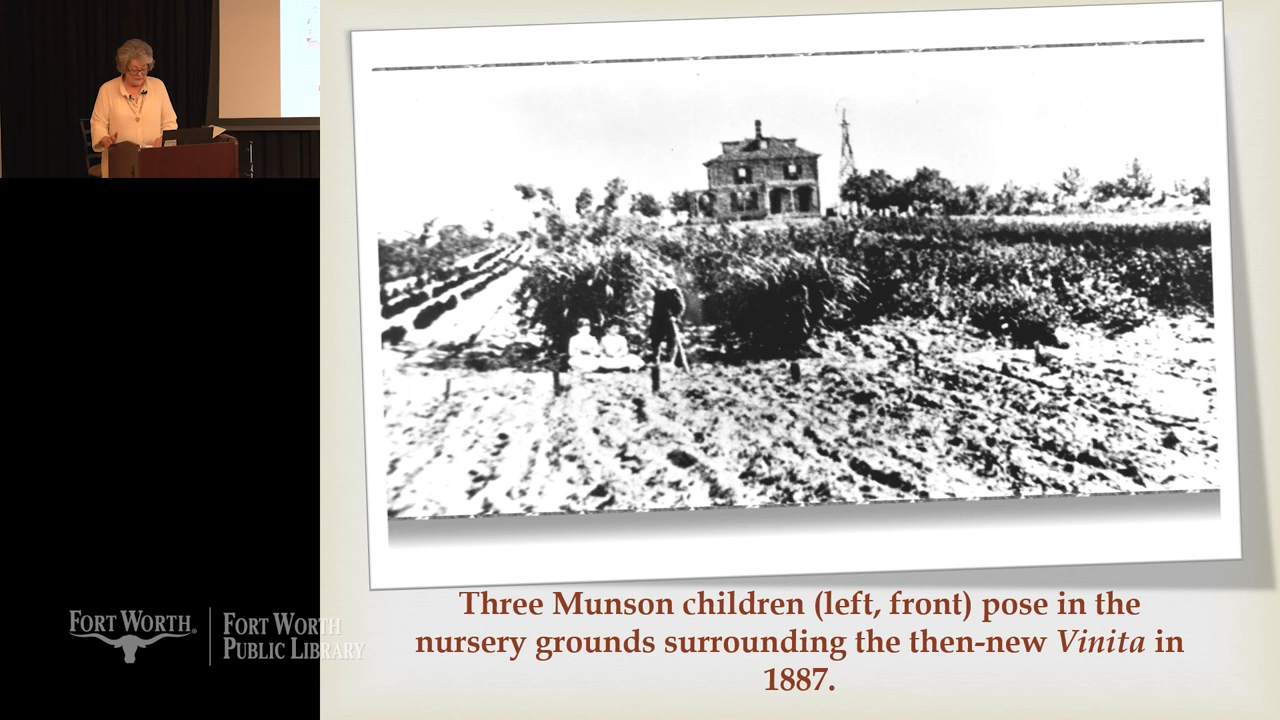 Three Munson children (left, front) pose in the
nursery grounds surrounding the then-new Vinita in
1887.
FORT WORTH®
FORT WORTH
PUBLIC LIBRARY